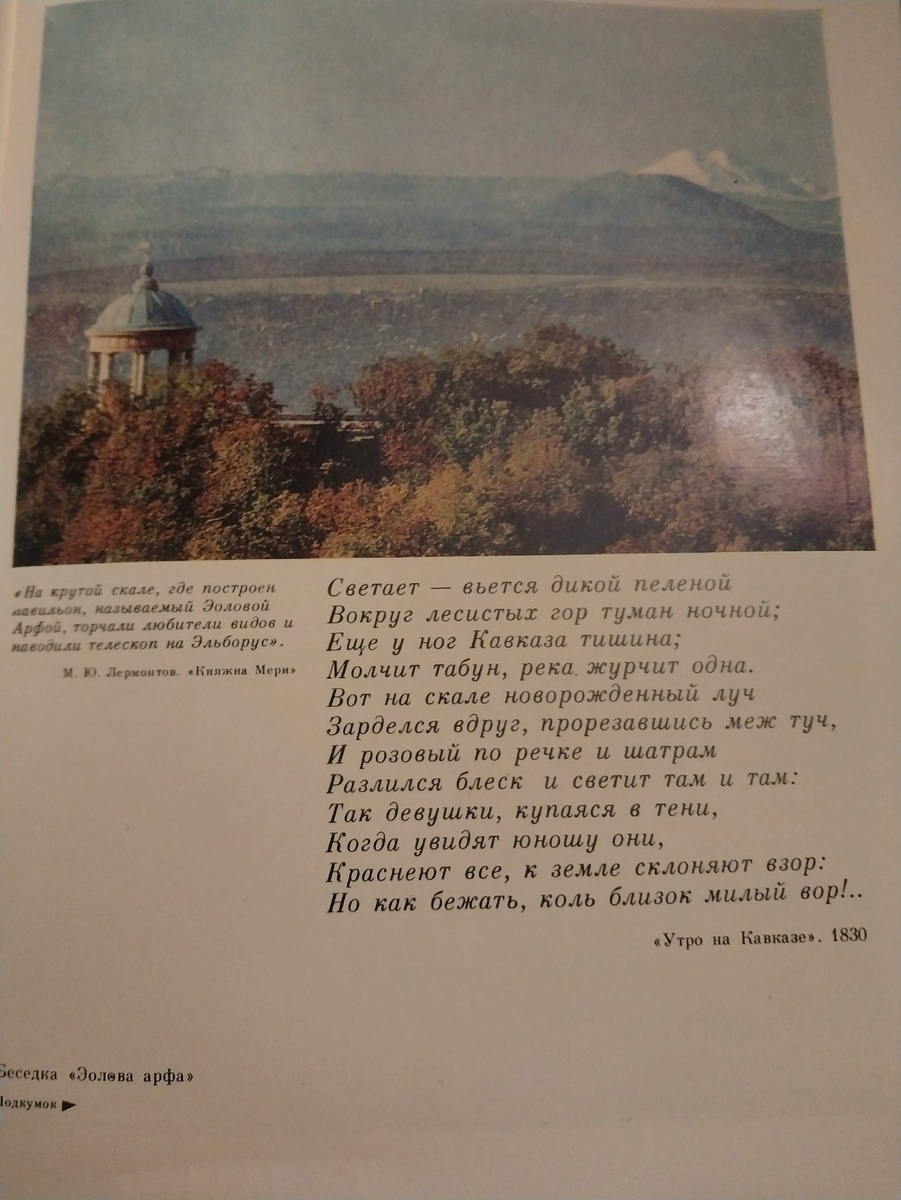 «На крутой скале, где построен
павильон, называемый Эоловой
Арфой, торчали любители видов и
наводили телескоп на Эльборус».
М. Ю. Лермонтов. «Княжна Мери»
Светает — вьется дикой пеленой
Вокруг лесистых гор туман ночной;
Еще у ног Кавказа тишина;
Молчит табун, река журчит одна.
Вот на скале новорожденный луч
Зарделся вдруг, прорезавшись меж туч,
И розовый по речке и шатрам
Разлился блеск и светит там и там:
Так девушки, купаяся в тени,
Когда увидят юношу они,
Краснеют все, к земле склоняют взор:
Но как бежать, коль близок милый вор!..
«Утро на Кавказе». 1830
Беседка «Эолова арфа»
Подкумок ▶